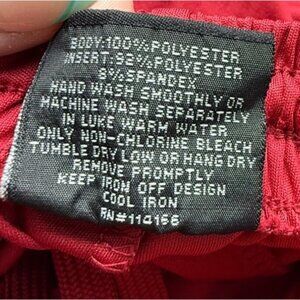 BODY:100%POLYESTER
INSERT:92%POLYESTER
8%SPANDEX
HAND WASH SMOOTHLY OR
MACHINE WASH SEPARATELY
IN LUKE WARM WATER
ONLY NON-CHLORINE BLEACH
TUMBLE DRY LOW OR HANG DRY
REMOVE PROMPTLY
KEEP IRON OFF DESIGN
COOL IRON
RN#114166